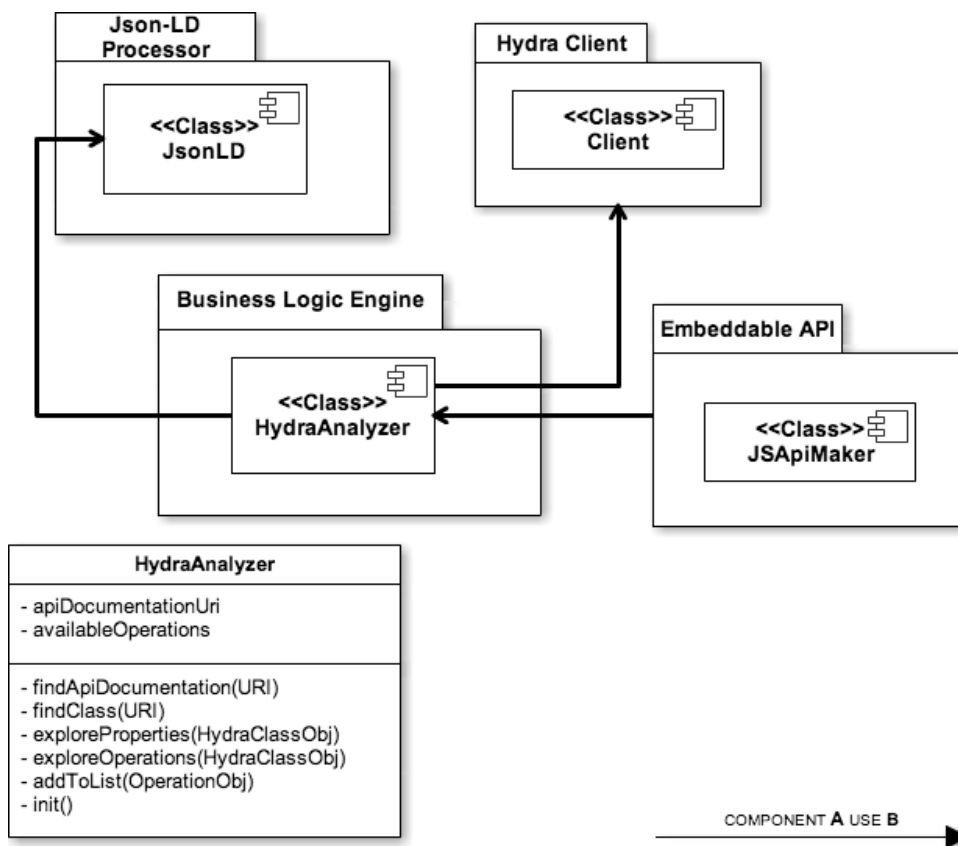 Json-LD
Processor
<<Class>>
JsonLD
Hydra Client
<<Class>>
Client
Business Logic Engine
<<Class>>
HydraAnalyzer
Embeddable API
<<Class>>
JSApiMaker
HydraAnalyzer
- apiDocumentationUri
- availableOperations
- findApiDocumentation(URI)
- findClass(URI)
- exploreProperties(HydraClassObj)
- exploreOperations(HydraClassObj)
- addToList(OperationObj)
- init()
COMPONENT A USE B